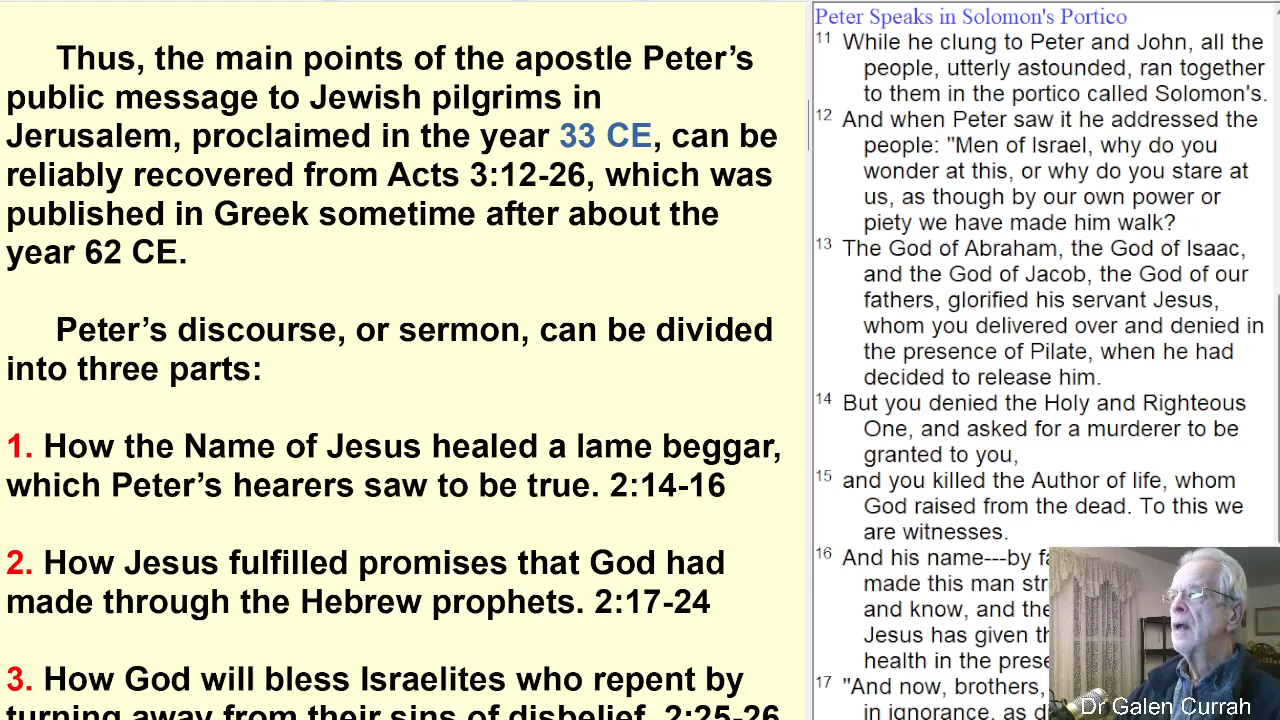 Thus, the main points of the apostle Peter’s
public message to Jewish pilgrims in
Jerusalem, proclaimed in the year 33 CE, can be
reliably recovered from Acts 3:12-26, which was
published in Greek sometime after about the
year 62 CE.
Peter’s discourse, or sermon, can be divided
into three parts:
1. How the Name of Jesus healed a lame beggar,
which Peter’s hearers saw to be true. 2:14-16
2. How Jesus fulfilled promises that God had
made through the Hebrew prophets. 2:17-24
3. How God will bless Israelites who repent by
turning away from their sins of disbelief. 2:25-26
Peter Speaks in Solomon's Portico
11 While he clung to Peter and John, all the
people, utterly astounded, ran together
to them in the portico called Solomon's.
12 And when Peter saw it he addressed the
people: "Men of Israel, why do you
wonder at this, or why do you stare at
us, as though by our own power or
piety we have made him walk?
13 The God of Abraham, the God of Isaac,
and the God of Jacob, the God of our
fathers, glorified his servant Jesus,
whom you delivered over and denied in
the presence of Pilate, when he had
decided to release him.
14 But you denied the Holy and Righteous
One, and asked for a murderer to be
granted to you,
15 and you killed the Author of life, whom
God raised from the dead. To this we
are witnesses.
16 And his name---by
made this man
and know, and
Jesus has given
health in the
17 "And now, brothers,
in ignorance, as
Dr Galen Currah